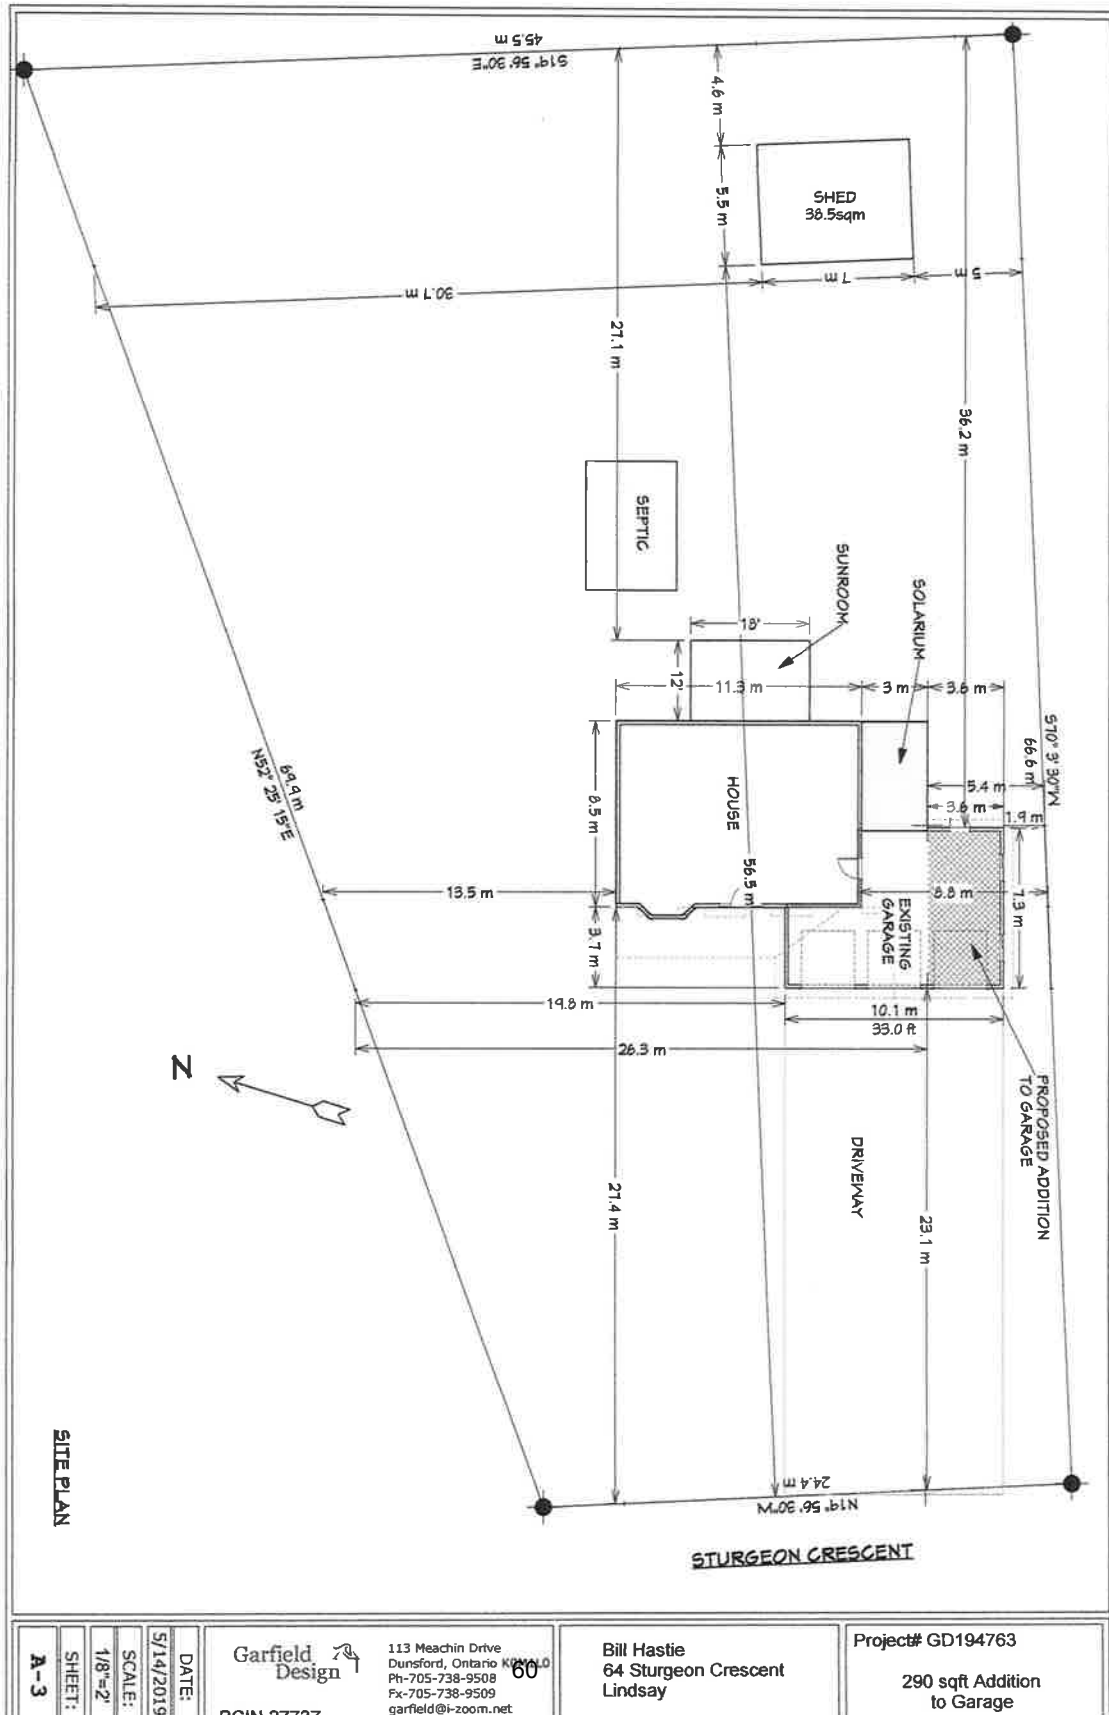 45.5 m
S19° 56' 30"E
4.6 m
5.5 m
SHED
38.5sqm
30.7 m
7 m
5 m
27.1 m
36.2 m
SEPTIC
SUNROOM
SOLARIUM
18'
12'
11.3 m
3 m
3.6 m
S70° 3' 30"W
66.6 m
5.4 m
3.6 m
1.9 m
69.9 m
N52° 25' 15"E
HOUSE
8.5 m
56.5 m
13.5 m
8.8 m
7.3 m
EXISTING
GARAGE
3.7 m
19.8 m
10.1 m
33.0 ft
26.3 m
N
PROPOSED ADDITION
TO GARAGE
DRIVEWAY
27.4 m
23.1 m
24.4 m
N19° 56' 30"W
SITE PLAN
STURGEON CRESCENT
DATE:
5/14/2019
SCALE:
1/8"=2'
SHEET:
A-3
Garfield
Design
113 Meachin Drive
Dunsford, Ontario
60
Ph-705-738-9508
Fx-705-738-9509
garfield@i-zoom.net
Bill Hastie
64 Sturgeon Crescent
Lindsay
Project# GD194763
290 sqft Addition
to Garage